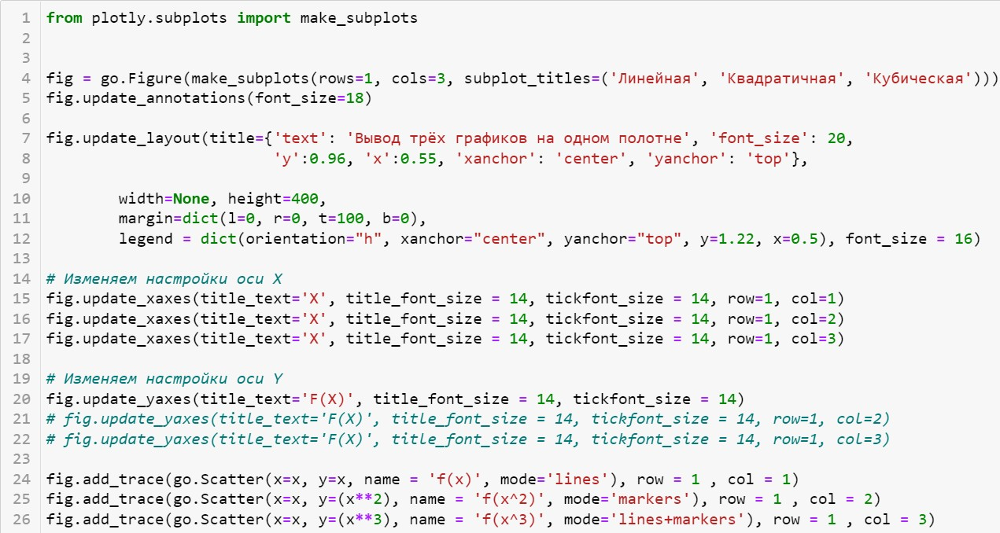 1 from plotly.subplots import make_subplots
2
3
4 fig = go.Figure(make_subplots(rows=1, cols=3, subplot_titles=('Линейная', 'Квадратичная', 'Кубическая')))
5 fig.update_annotations(font_size=18)
6
7 fig.update_layout(title={'text': 'Вывод трёх графиков на одном полотне', 'font_size': 20,
8                          'y':0.96, 'x':0.55, 'xanchor': 'center', 'yanchor': 'top'},
9
10         width=None, height=400,
11         margin=dict(l=0, r=0, t=100, b=0),
12         legend = dict(orientation="h", xanchor="center", yanchor="top", y=1.22, x=0.5), font_size = 16)
13
14 # Изменяем настройки оси X
15 fig.update_xaxes(title_text='X', title_font_size = 14, tickfont_size = 14, row=1, col=1)
16 fig.update_xaxes(title_text='X', title_font_size = 14, tickfont_size = 14, row=1, col=2)
17 fig.update_xaxes(title_text='X', title_font_size = 14, tickfont_size = 14, row=1, col=3)
18
19 # Изменяем настройки оси Y
20 fig.update_yaxes(title_text='F(X)', title_font_size = 14, tickfont_size = 14)
21 # fig.update_yaxes(title_text='F(X)', title_font_size = 14, tickfont_size = 14, row=1, col=2)
22 # fig.update_yaxes(title_text='F(X)', title_font_size = 14, tickfont_size = 14, row=1, col=3)
23
24 fig.add_trace(go.Scatter(x=x, y=x, name = 'f(x)', mode='lines'), row = 1 , col = 1)
25 fig.add_trace(go.Scatter(x=x, y=(x**2), name = 'f(x^2)', mode='markers'), row = 1 , col = 2)
26 fig.add_trace(go.Scatter(x=x, y=(x**3), name = 'f(x^3)', mode='lines+markers'), row = 1 , col = 3)